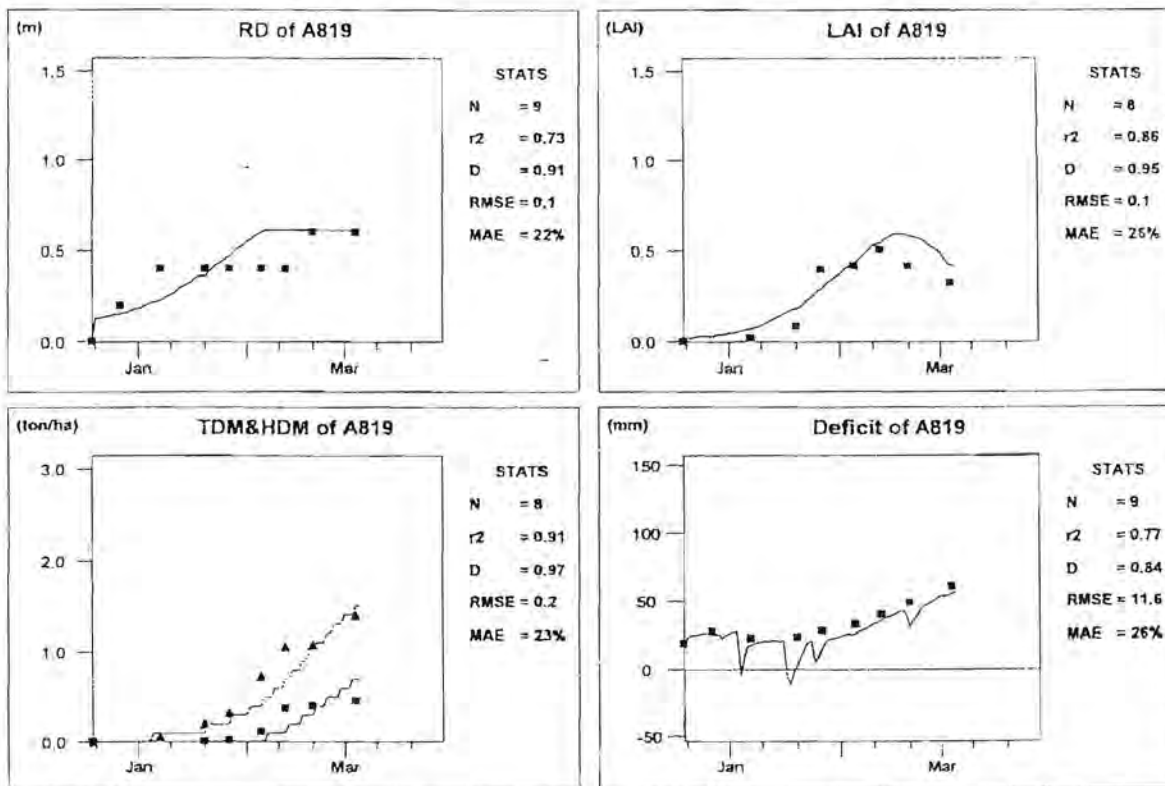 (m) RD of A819
STATS
N = 9
r2 = 0.73
D = 0.91
RMSE = 0.1
MAE = 22%
1.5
1.0
0.5
0.0
Jan Mar
(LAI) LAI of A819
STATS
N = 8
r2 = 0.86
D = 0.95
RMSE = 0.1
MAE =
1.5
1.0
0.5
0.0
Jan Mar
(ton/ha) TDM&HDM of A819
STATS
N = 8
r2 = 0.91
D = 0.97
RMSE = 0.2
MAE = 23%
3.0
2.0
1.0
0.0
Jan Mar
(mm) Deficit of A819
STATS
N = 9
r2 = 0.77
D = 0.84
RMSE = 11.6
MAE = 26%
150
100
50
0
-50
Jan Mar